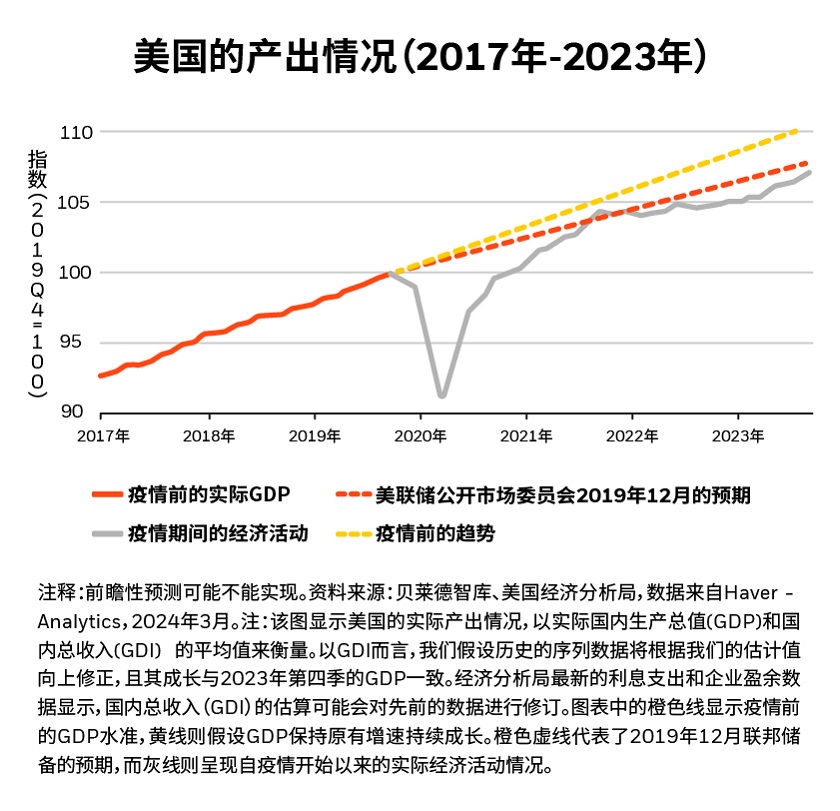 美国的产出情况（2017年-2023年）
指数（2019Q4=100）
110
105
100
95
90
2017年 2018年 2019年 2020年 2021年 2022年 2023年
疫情前的实际GDP 美联储公开市场委员会2019年12月的预期
疫情期间的经济活动 疫情前的趋势
注释：前瞻性预测可能不能实现。资料来源：贝莱德智库、美国经济分析局，数据来自Haver -
Analytics，2024年3月。注：该图显示美国的实际产出情况，以实际国内生产总值(GDP)和国
内总收入(GDI) 的平均值来衡量。以GDI而言，我们假设历史的序列数据将根据我们的估计值
向上修正，且其成长与2023年第四季的GDP一致。经济分析局最新的利息支出和企业盈余数
据显示，国内总收入（GDI）的估算可能会对先前的数据进行修订。图表中的橙色线显示疫情前
的GDP水准，黄线则假设GDP保持原有增速持续成长。橙色虚线代表了2019年12月联邦储
备的预期，而灰线则呈现自疫情开始以来的实际经济活动情况。